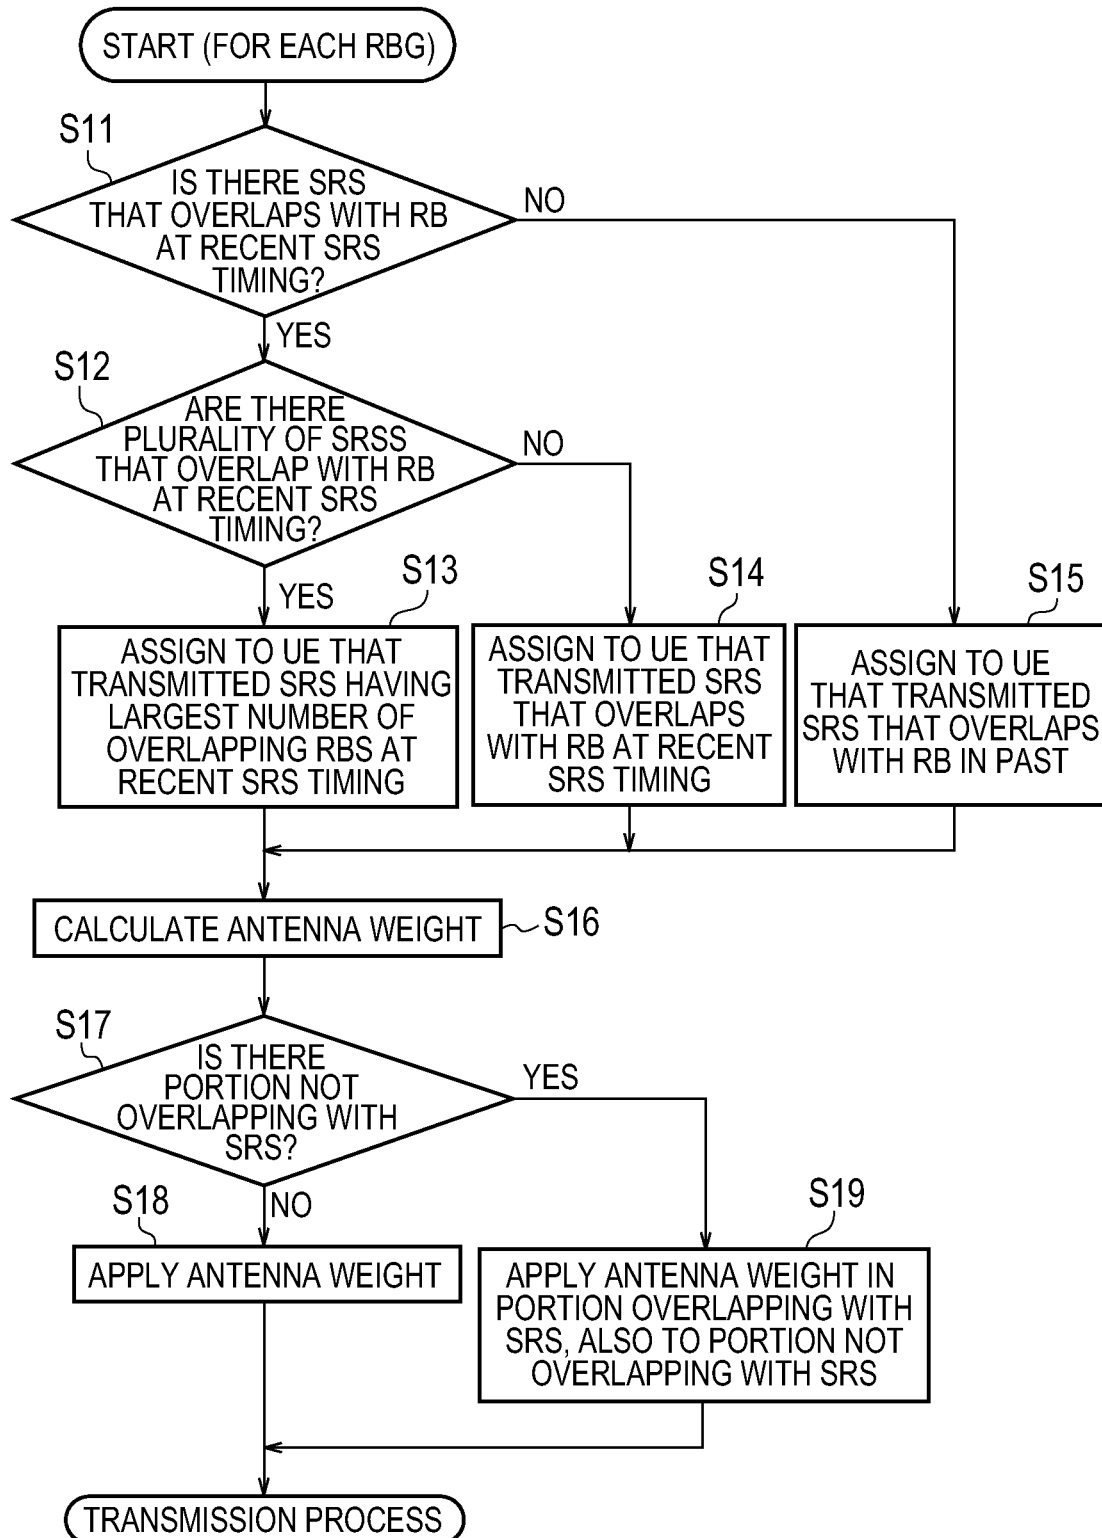 START (FOR EACH RBG)
S11
IS THERE SRS
THAT OVERLAPS WITH RB
AT RECENT SRS
TIMING?
NO
YES
S12
ARE THERE
PLURALITY OF SRSS
THAT OVERLAP WITH RB
AT RECENT SRS
TIMING?
NO
YES
S13
ASSIGN TO UE THAT
TRANSMITTED SRS HAVING
LARGEST NUMBER OF
OVERLAPPING RBS AT
RECENT SRS TIMING
S14
ASSIGN TO UE THAT
TRANSMITTED SRS
THAT OVERLAPS
WITH RB AT RECENT
SRS TIMING
S15
ASSIGN TO UE
THAT TRANSMITTED
SRS THAT OVERLAPS
WITH RB IN PAST
CALCULATE ANTENNA WEIGHT
S16
S17
IS THERE
PORTION NOT
OVERLAPPING WITH
SRS?
YES
NO
S18
APPLY ANTENNA WEIGHT
S19
APPLY ANTENNA WEIGHT IN
PORTION OVERLAPPING WITH
SRS, ALSO TO PORTION NOT
OVERLAPPING WITH SRS
TRANSMISSION PROCESS